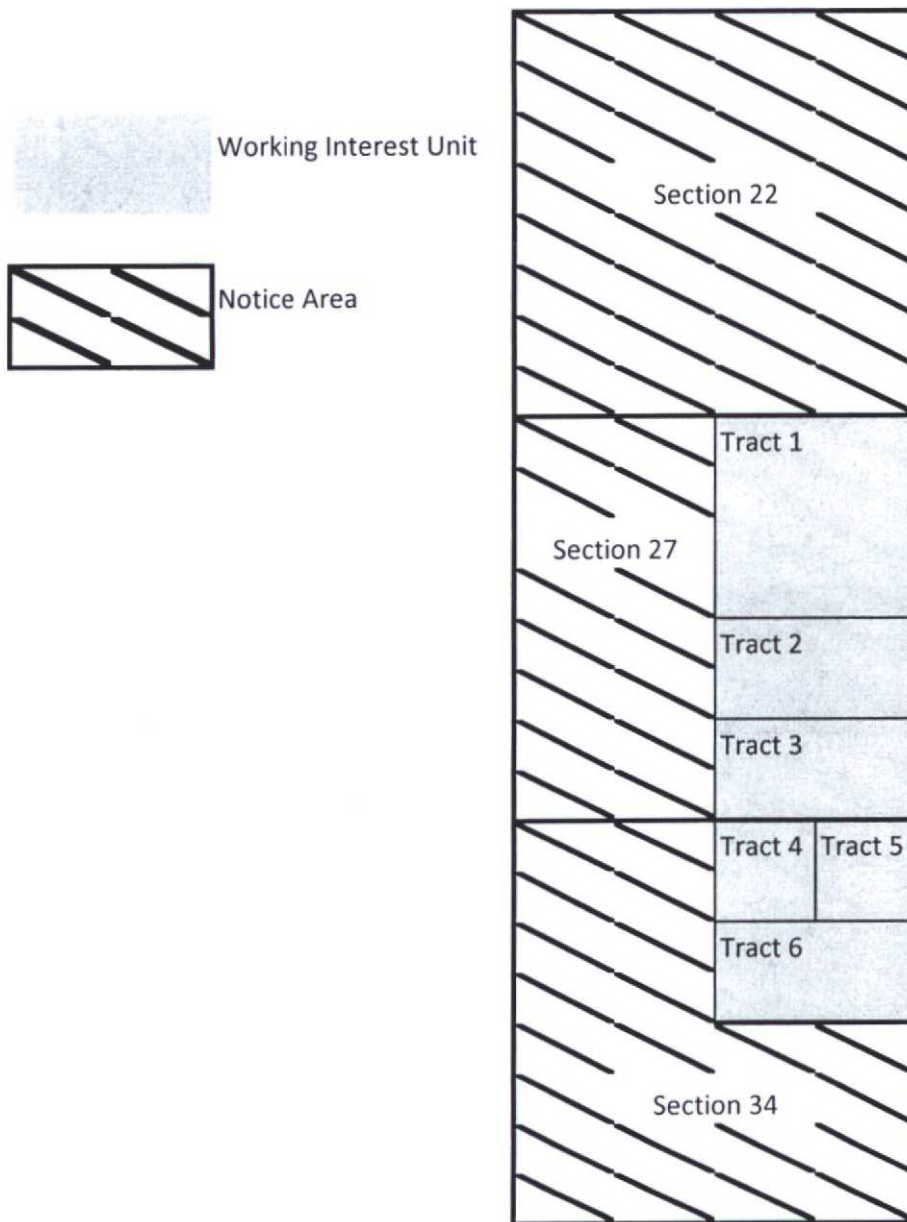 Working Interest Unit
Notice Area
Section 22
Tract 1
Section 27
Tract 2
Tract 3
Tract 4
Tract 5
Tract 6
Section 34